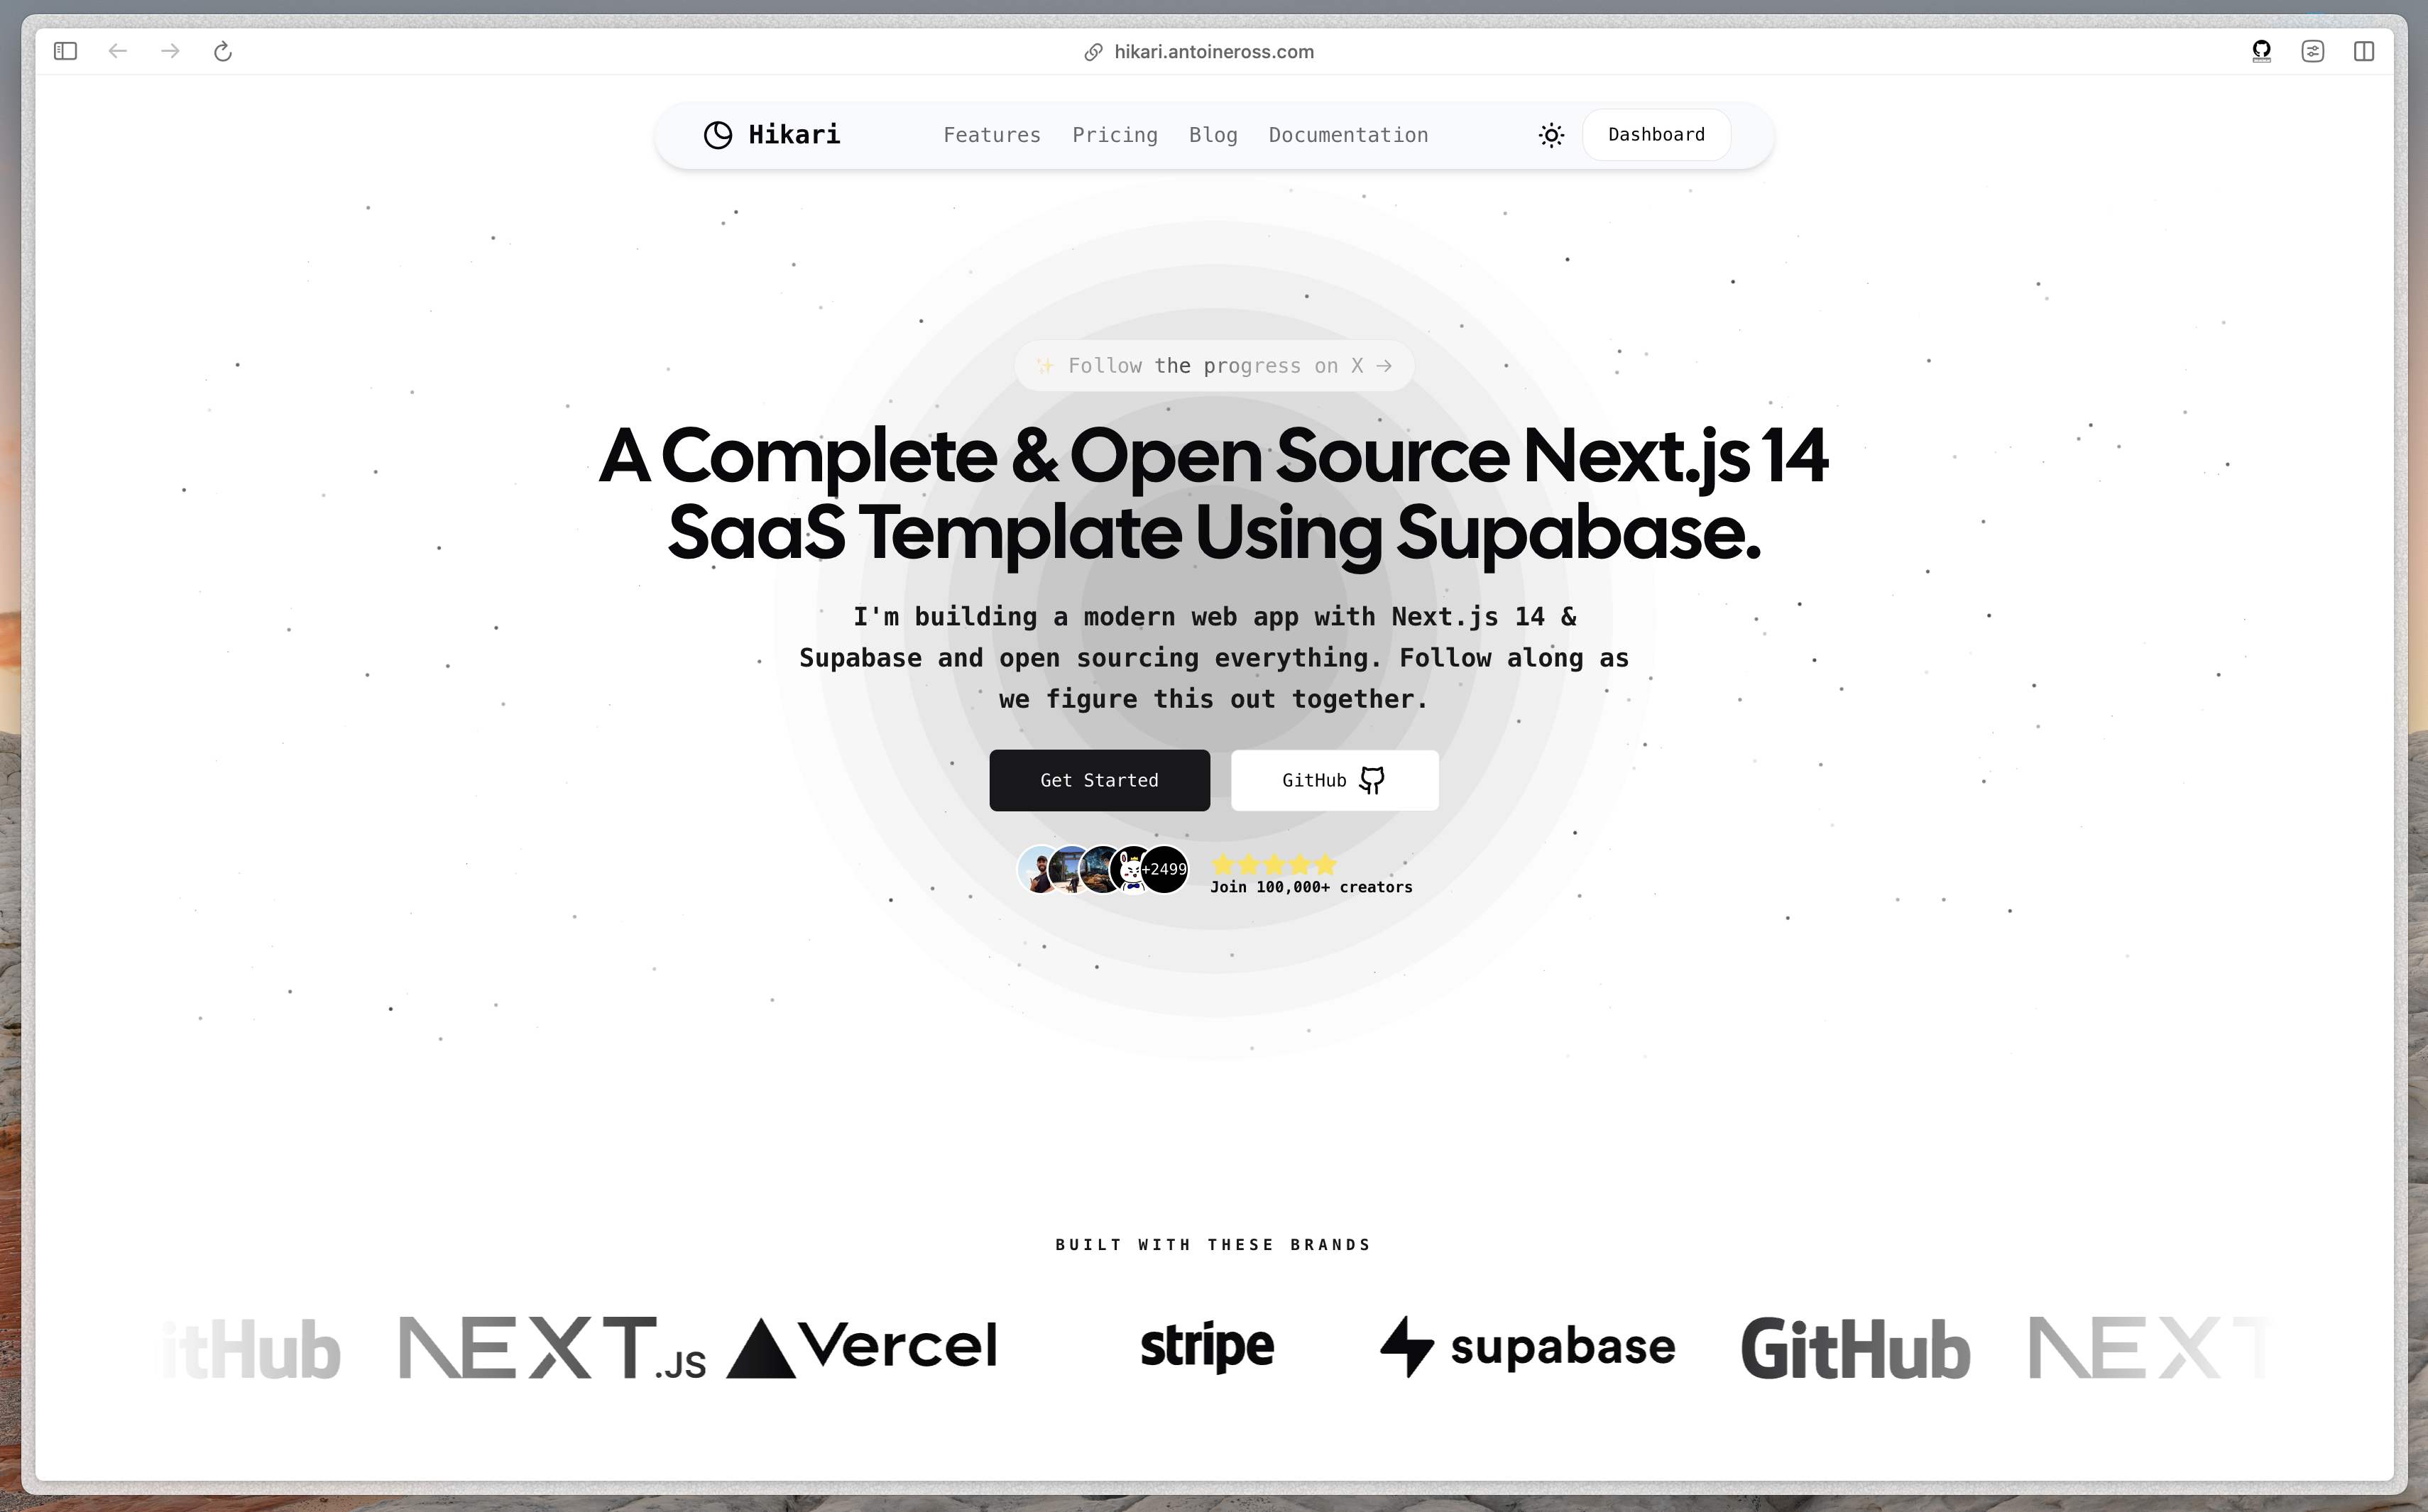 hikari.antoineross.com
Hikari
Features
Pricing
Blog
Documentation
Dashboard
✨ Follow the progress on X →
A Complete & Open Source Next.js 14
SaaS Template Using Supabase.
I'm building a modern web app with Next.js 14 &
Supabase and open sourcing everything. Follow along as
we figure this out together.
Get Started
GitHub
+2499
Join 100,000+ creators
BUILT WITH THESE BRANDS
itHub
NEXT.JS
Vercel
stripe
supabase
GitHub
NEXT